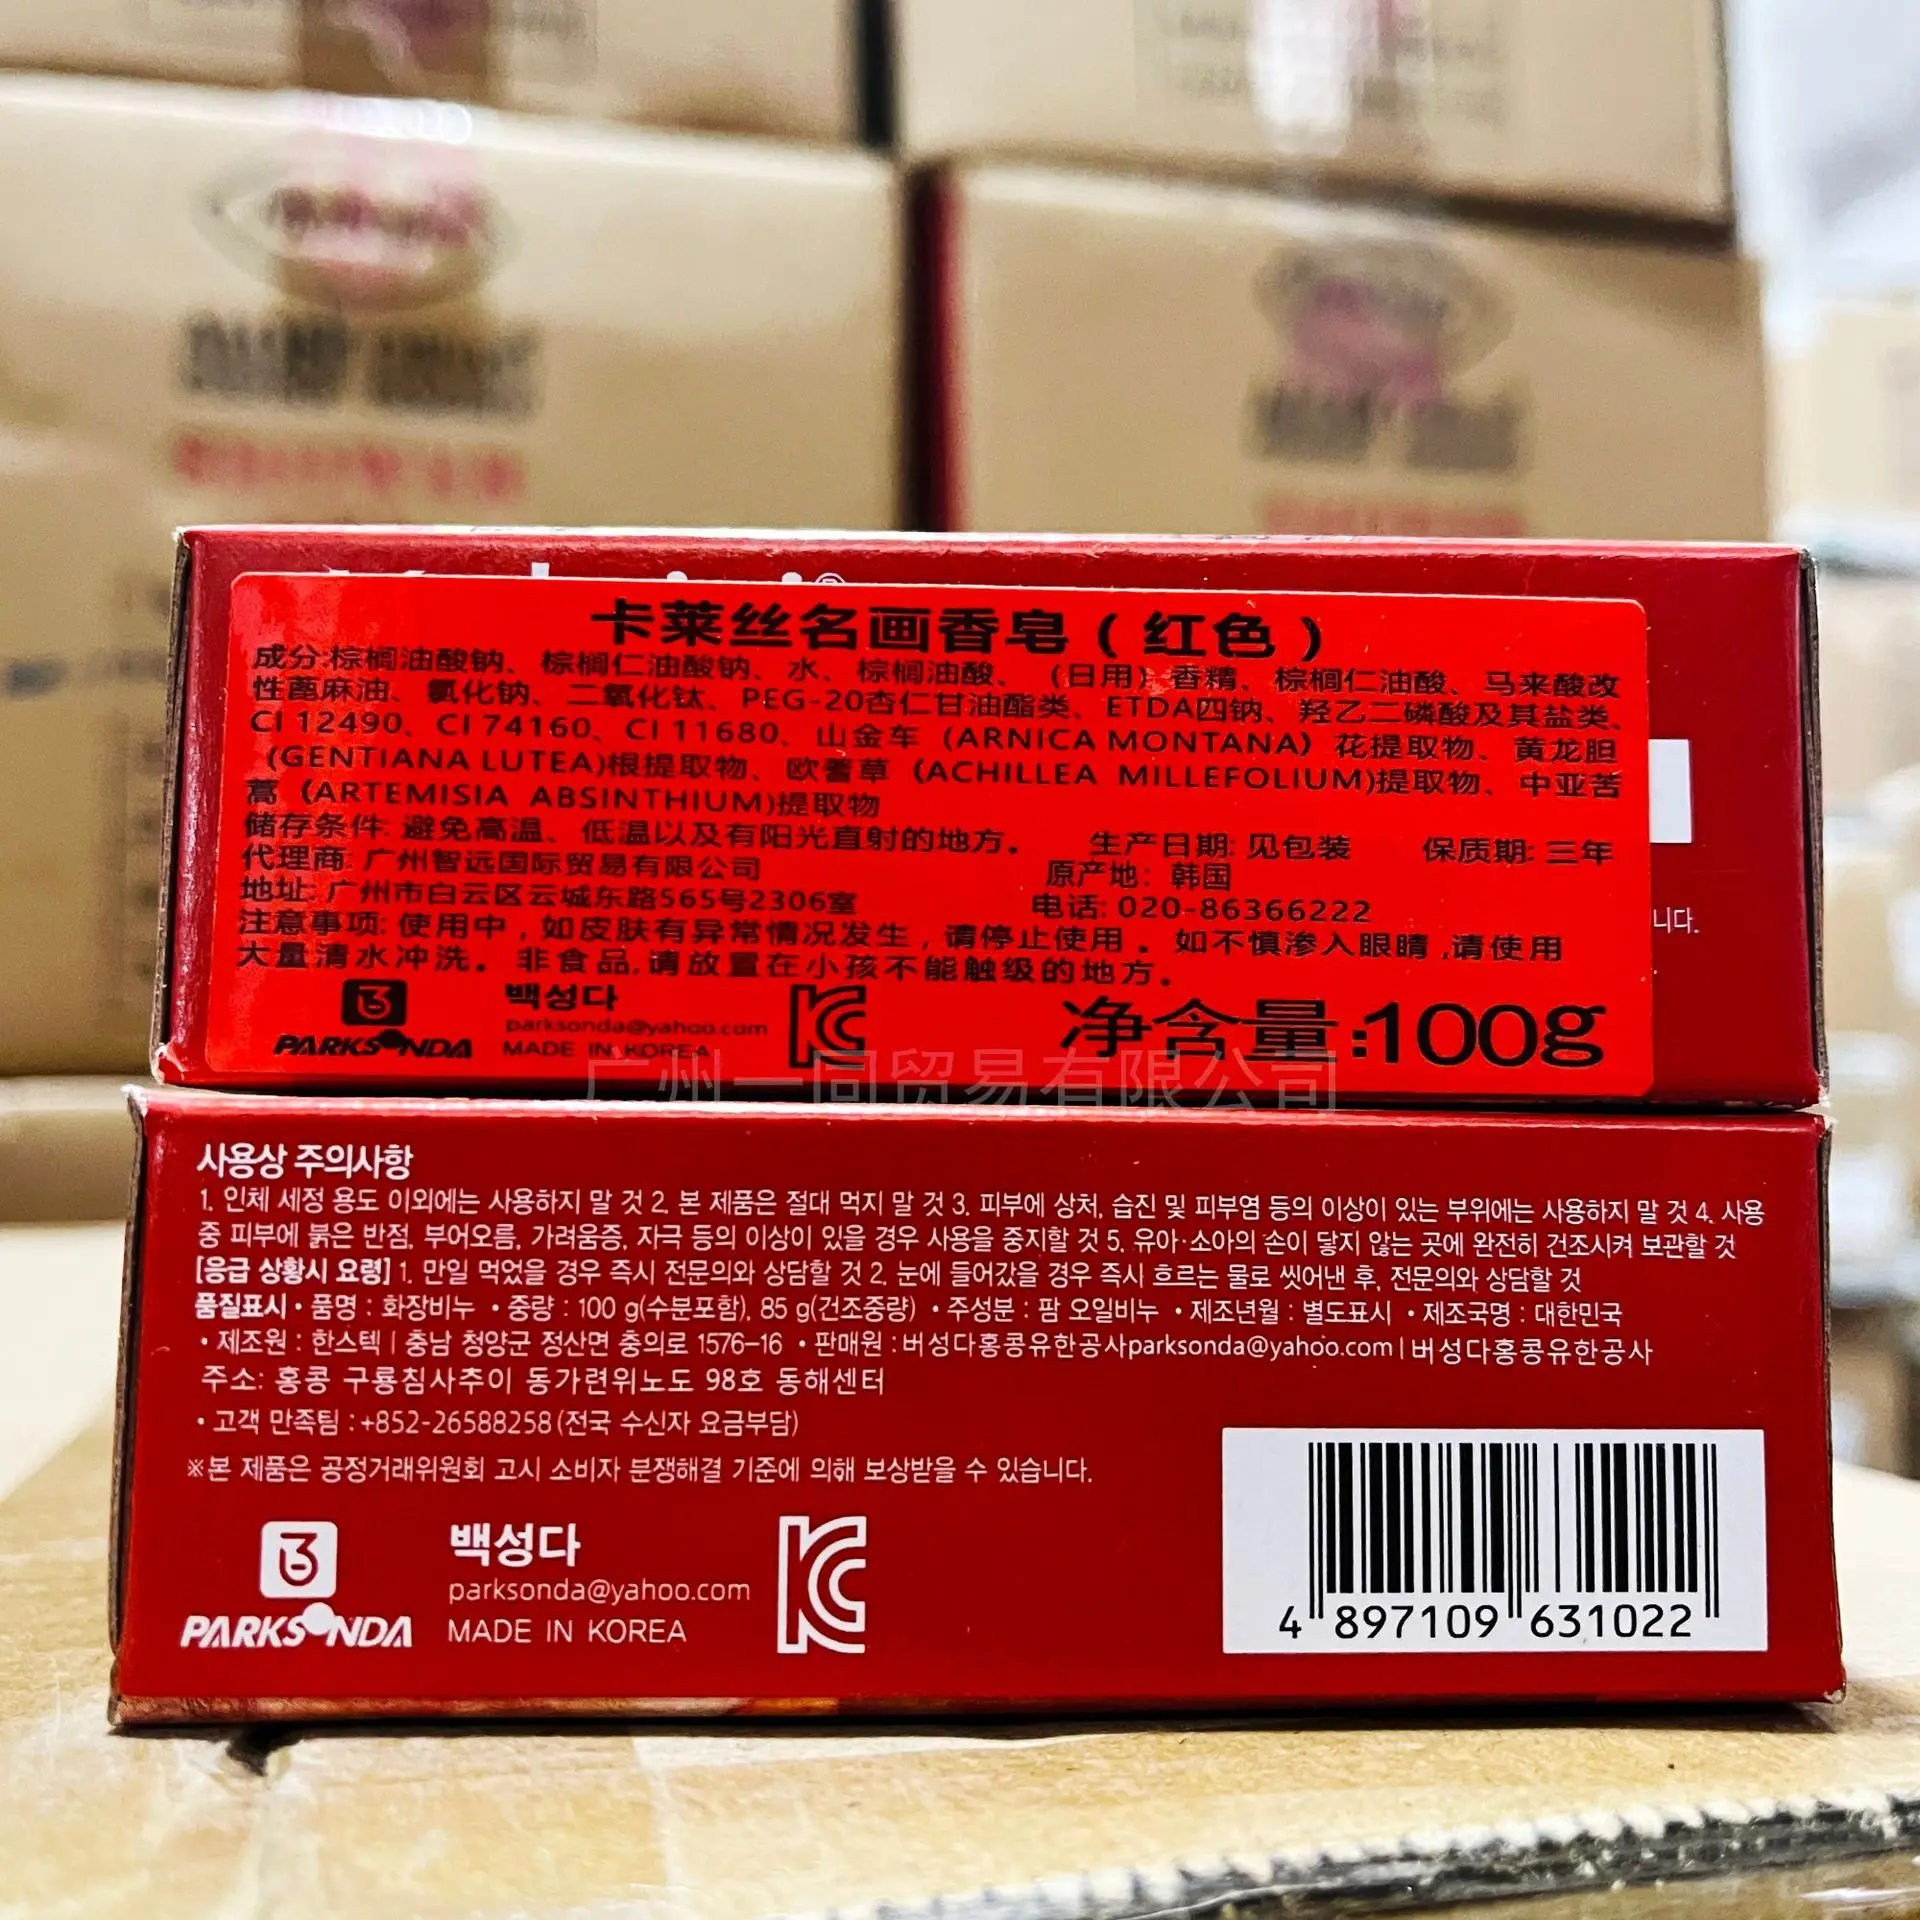 卡莱丝名画香皂(红色)
成分:棕榈油酸钠、棕榈仁油酸钠、水、棕榈油酸、(日用)香精、棕榈仁油酸、马来酸改
性蓖麻油、氯化钠、二氧化钛、PEG-20杏仁甘油酯类、ETDA四钠、羟乙二磷酸及其盐类、
CI 12490、CI 74160、CI 11680、山金车(ARNICA MONTANA)花提取物、黄龙胆
(GENTIANA LUTEA)根提取物、欧蓍草(ACHILLEA MILLEFOLIUM)提取物、中亚苦
蒿(ARTEMISIA ABSINTHIUM)提取物
储存条件:避免高温、低温以及有阳光直射的地方。 生产日期:见包装 保质期:三年
代理商:广州智远国际贸易有限公司 原产地:韩国
地址:广州市白云区云城东路565号2306室 电话:020-86366222
注意事项:使用中,如皮肤有异常情况发生,请停止使用。如不慎渗入眼睛,请使用
大量清水冲洗。非食品,请放置在小孩不能触级的地方。
니다.
백성다
parksonda@yahoo.com
PARKSONDA MADE IN KOREA
净含量:100g
广州一同贸易有限公司
사용상 주의사항
1. 인체 세정 용도 이외에는 사용하지 말 것 2. 본 제품은 절대 먹지 말 것 3. 피부에 상처, 습진 및 피부염 등의 이상이 있는 부위에는 사용하지 말 것 4. 사용
중 피부에 붉은 반점, 부어오름, 가려움증, 자극 등의 이상이 있을 경우 사용을 중지할 것 5. 유아·소아의 손이 닿지 않는 곳에 완전히 건조시켜 보관할 것
[응급 상황시 요령] 1. 만일 먹었을 경우 즉시 전문의와 상담할 것 2. 눈에 들어갔을 경우 즉시 흐르는 물로 씻어낸 후, 전문의와 상담할 것
품질표시 • 품명 : 화장비누 • 중량 : 100 g(수분포함), 85 g(건조중량) • 주성분 : 팜 오일비누 • 제조년월 : 별도표시 • 제조국명 : 대한민국
• 제조원 : 한스텍 | 충남 청양군 정산면 충의로 1576-16 • 판매원 : 버성다홍콩유한공사parksonda@yahoo.com | 버성다홍콩유한공사
주소: 홍콩 구룡침사추이 동가련위노도 98호 동해센터
• 고객 만족팀 : +852-26588258 (전국 수신자 요금부담)
※본 제품은 공정거래위원회 고시 소비자 분쟁해결 기준에 의해 보상받을 수 있습니다.
백성다
parksonda@yahoo.com
PARKSONDA MADE IN KOREA
4 897109 631022